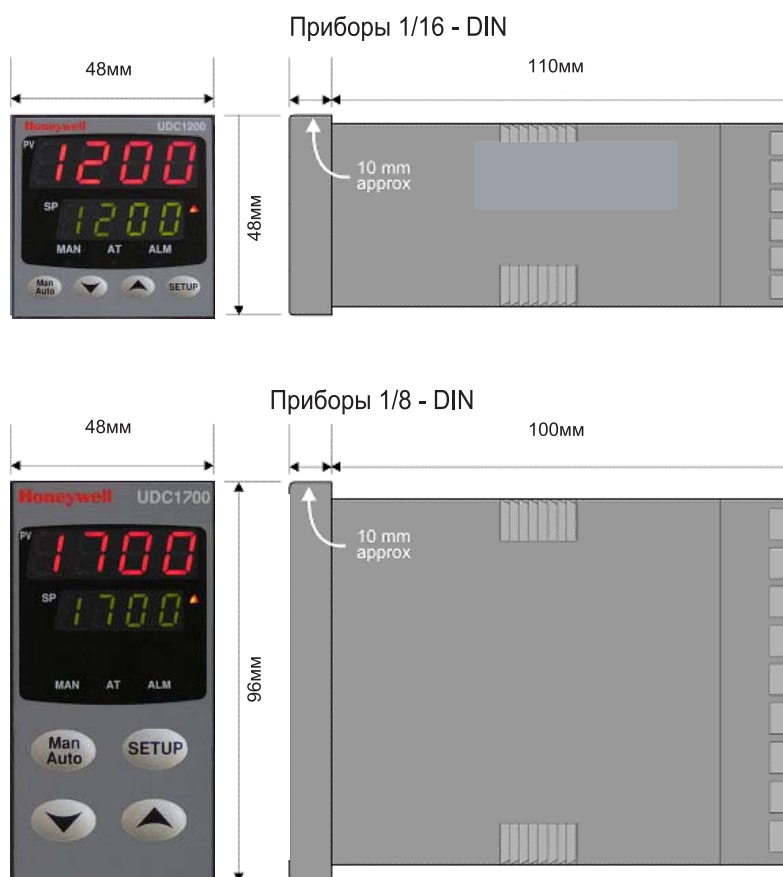 Приборы 1/16 - DIN
48мм
110мм
Honeywell UDC1200
PV 1200
SP 1200
MAN AT ALM
Man
Auto
SETUP
48мм
10 mm
approx
Приборы 1/8 - DIN
48мм
100мм
Honeywell UDC1700
PV 1700
SP 1700
MAN AT ALM
Man
Auto
SETUP
96мм
10 mm
approx